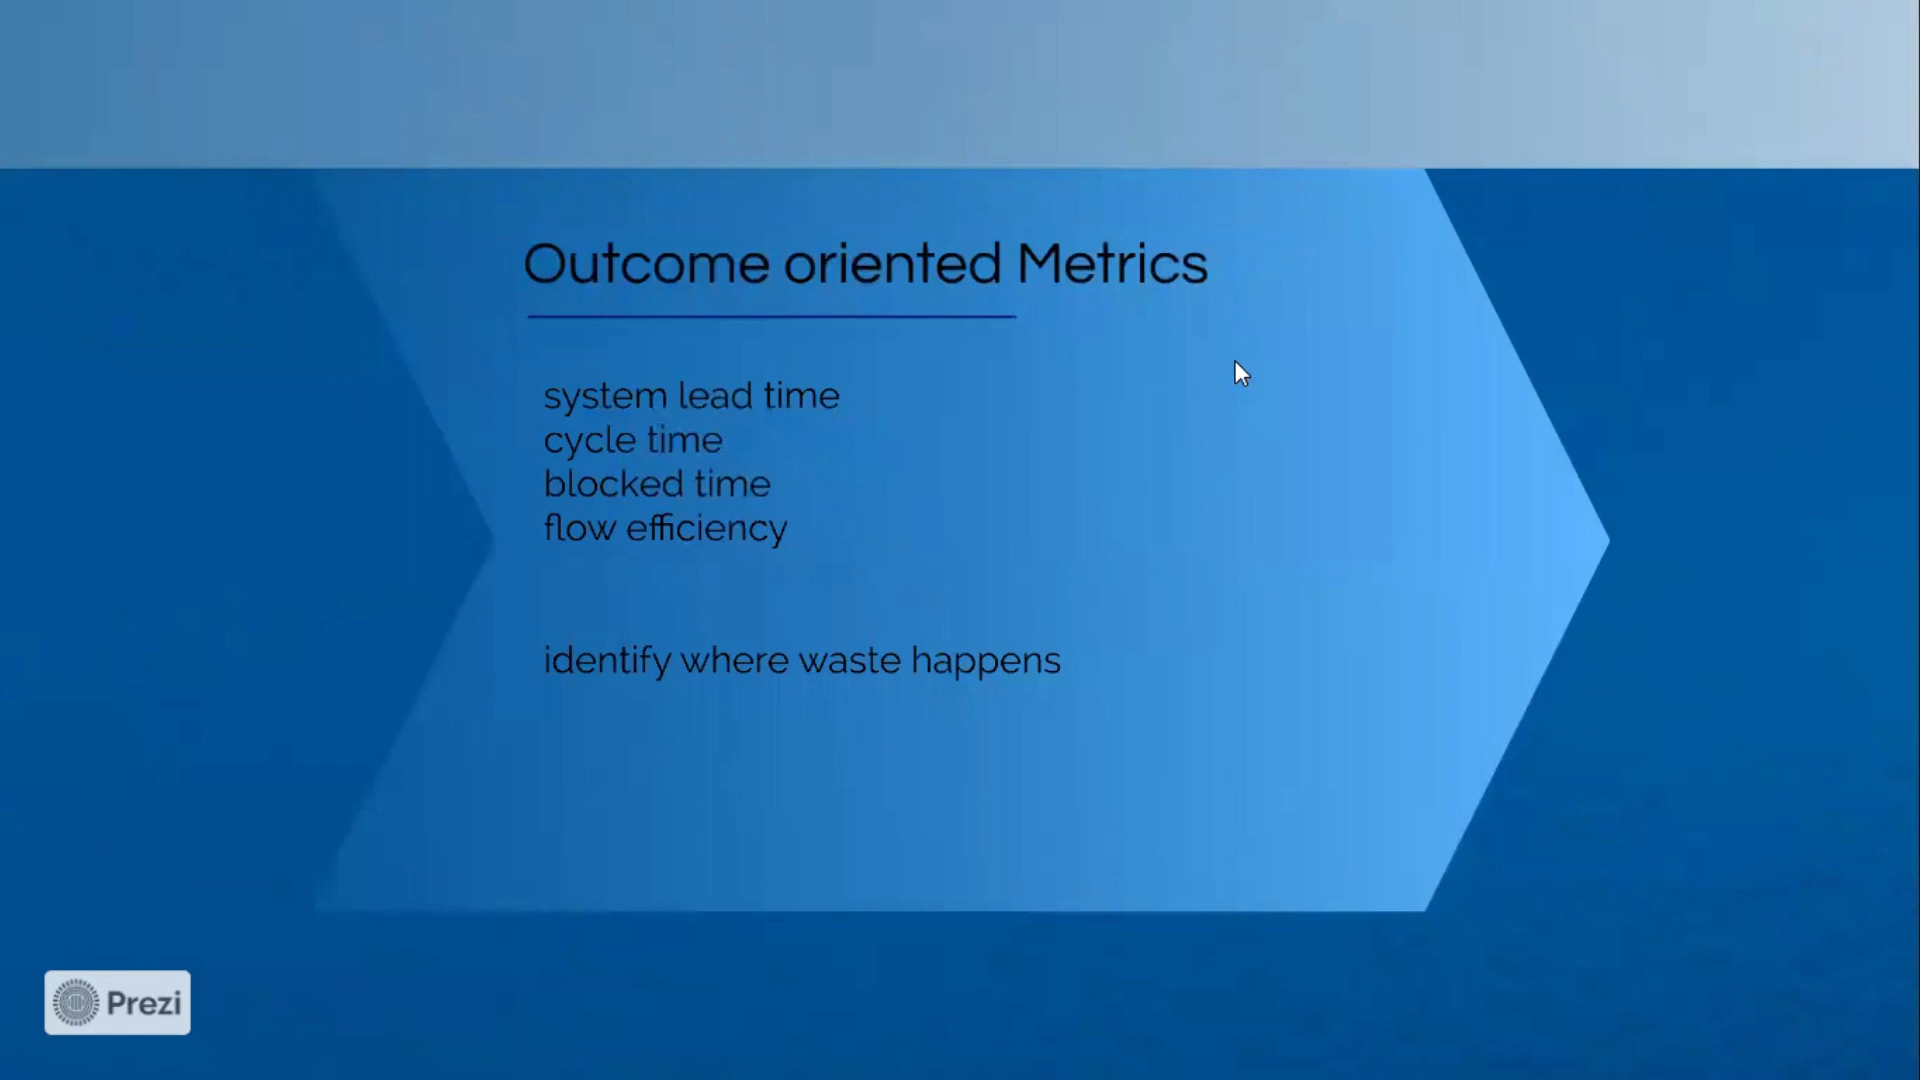 Outcome oriented Metrics
system lead time
cycle time
blocked time
flow efficiency
identify where waste happens
Prezi